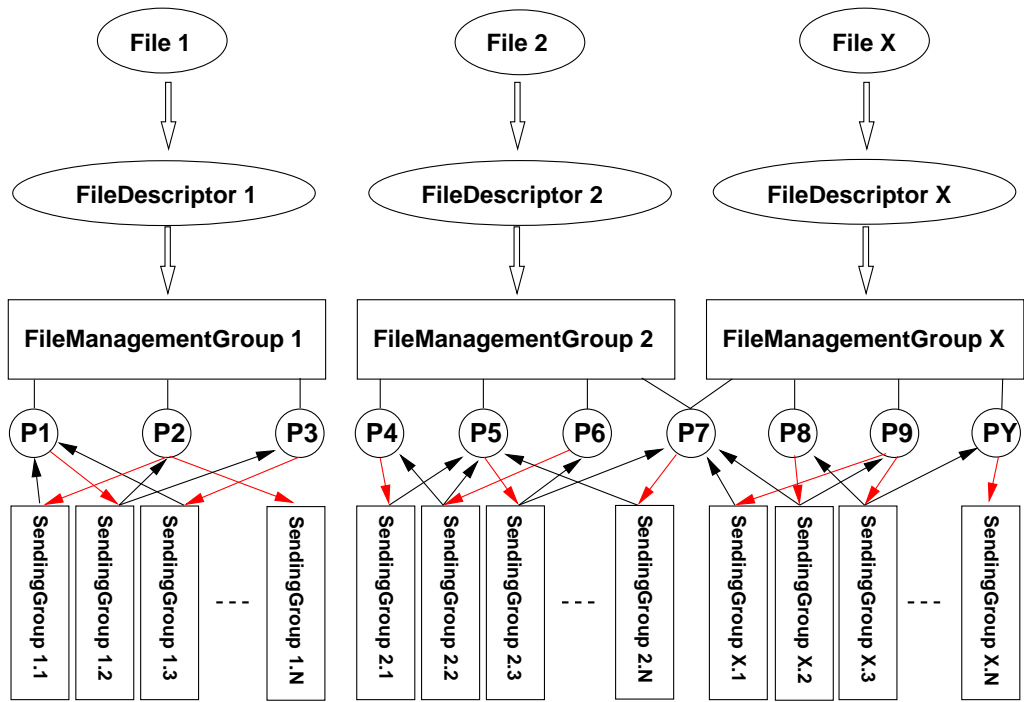 File 1
File 2
File X
FileDescriptor 1
FileDescriptor 2
FileDescriptor X
FileManagementGroup 1
FileManagementGroup 2
FileManagementGroup X
P1
P2
P3
P4
P5
P6
P7
P8
P9
PY
SendingGroup 1.1
SendingGroup 1.2
SendingGroup 1.3
---
SendingGroup 1.N
SendingGroup 2.1
SendingGroup 2.2
SendingGroup 2.3
---
SendingGroup 2.N
SendingGroup X.1
SendingGroup X.2
SendingGroup X.3
---
SendingGroup X.N